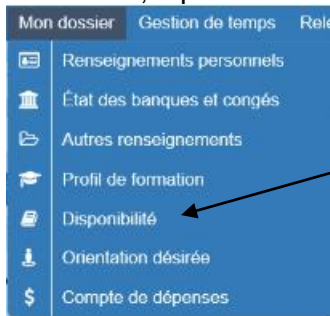 Mon dossier Gestion de temps Rele
Renseignements personnels
État des banques et congés
Autres renseignements
Profil de formation
Disponibilité
Orientation désirée
Compte de dépenses